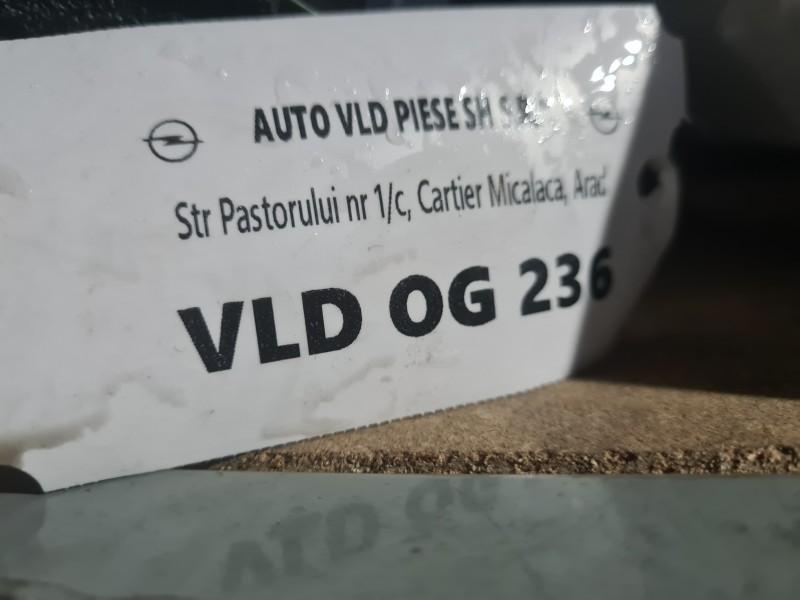 AUTO VLD PIESE SH
Str Pastorului nr 1/c, Cartier Micalaca, Arad
VLD OG 236